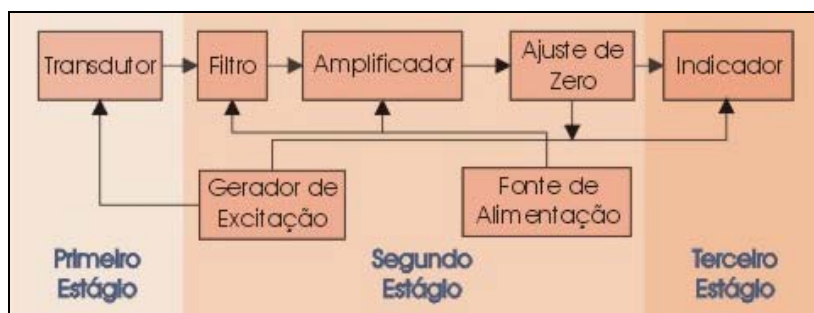 Transdutor
Filtro
Amplificador
Ajuste de
Zero
Indicador
Gerador de
Excitação
Fonte de
Alimentação
Primeiro
Estágio
Segundo
Estágio
Terceiro
Estágio